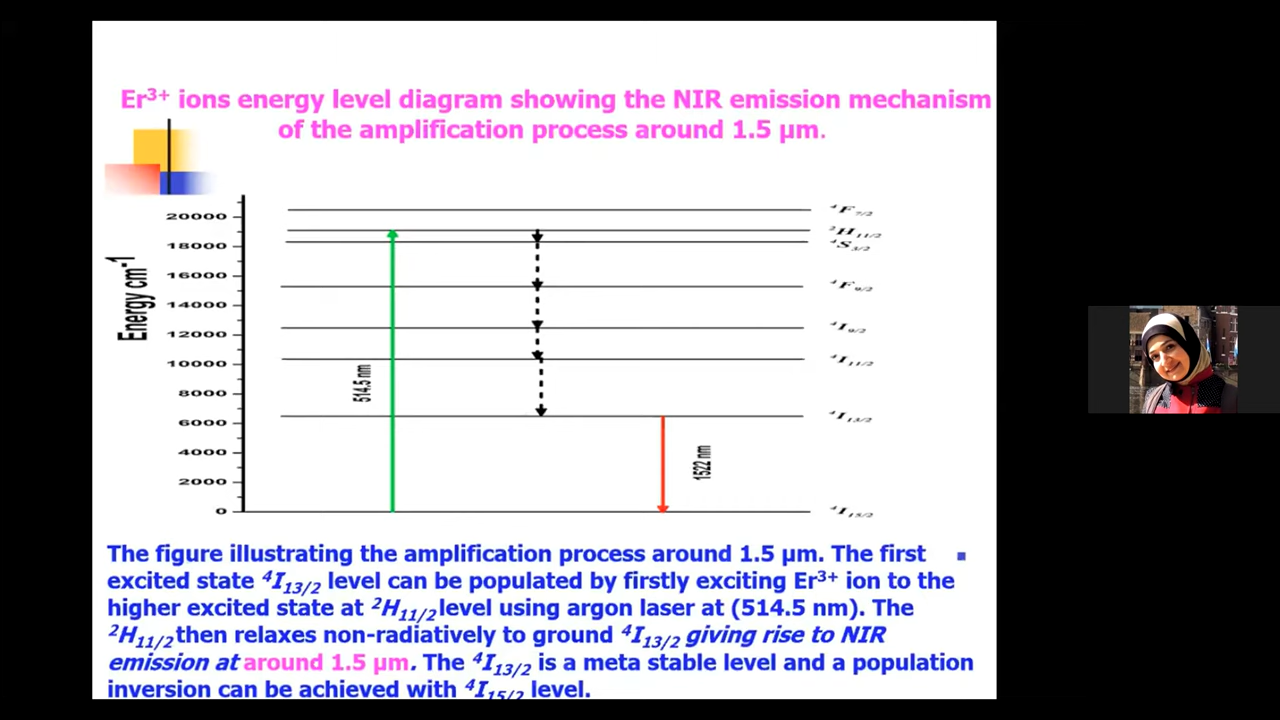 Er³⁺ ions energy level diagram showing the NIR emission mechanism
of the amplification process around 1.5 µm.
Energy cm⁻¹
20000
18000
16000
14000
12000
10000
8000
6000
4000
2000
0
514.5 nm
1522 nm
⁴F₇/₂
²H₁₁/₂
⁴S₃/₂
⁴F₉/₂
⁴I₉/₂
⁴I₁₁/₂
⁴I₁₃/₂
⁴I₁₅/₂
The figure illustrating the amplification process around 1.5 µm. The first
excited state ⁴I₁₃/₂ level can be populated by firstly exciting Er³⁺ ion to the
higher excited state at ²H₁₁/₂ level using argon laser at (514.5 nm). The
²H₁₁/₂ then relaxes non-radiatively to ground ⁴I₁₃/₂ giving rise to NIR
emission at around 1.5 µm. The ⁴I₁₃/₂ is a meta stable level and a population
inversion can be achieved with ⁴I₁₅/₂ level.